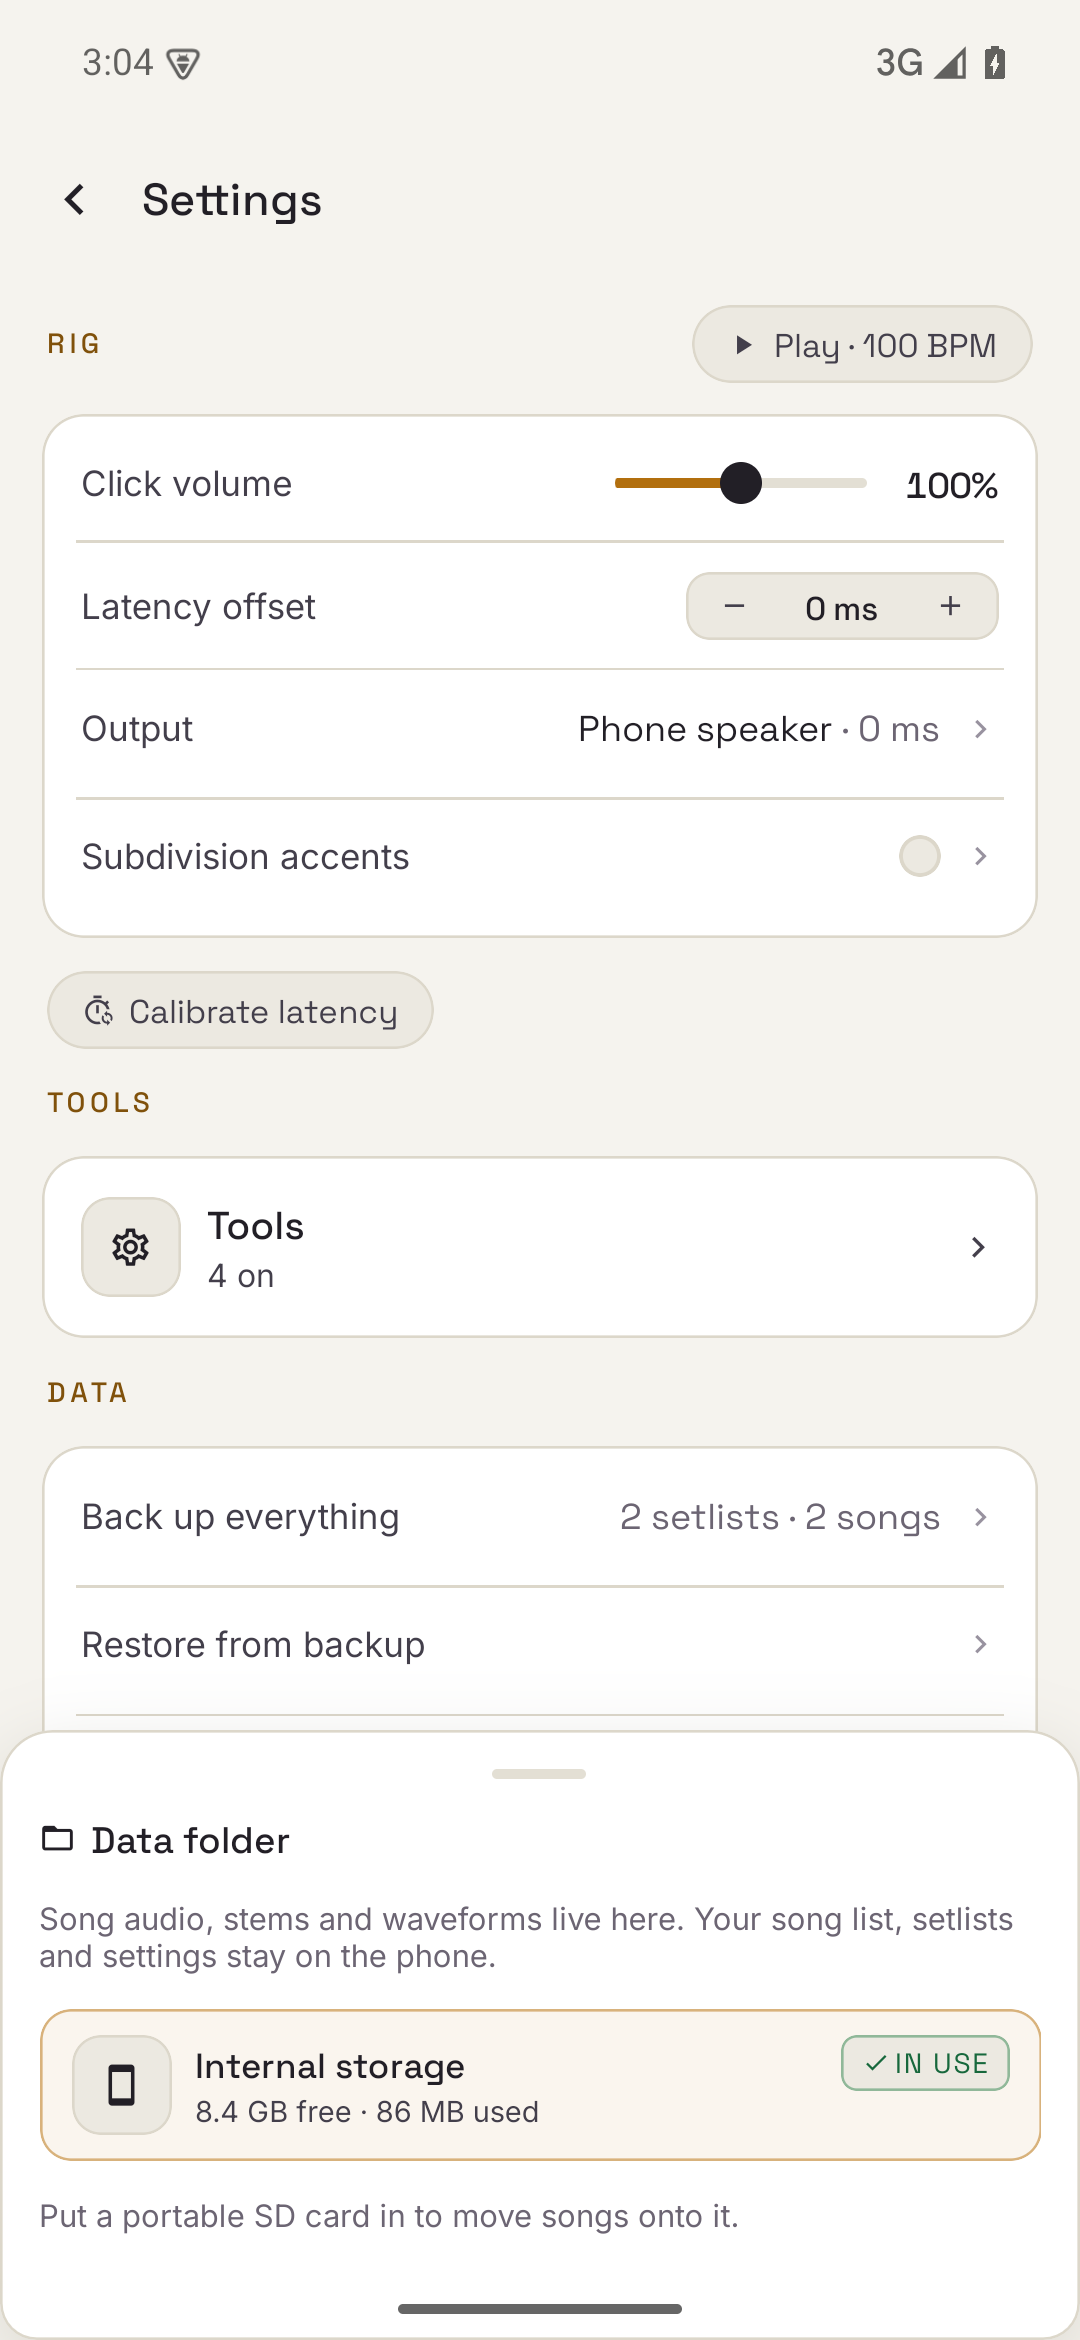 3:04
3G
Settings
RIG
Play · 100 BPM
Click volume
100%
Latency offset
− 0 ms +
Output
Phone speaker · 0 ms
Subdivision accents
Calibrate latency
TOOLS
Tools
4 on
DATA
Back up everything
2 setlists · 2 songs
Restore from backup
Data folder
Song audio, stems and waveforms live here. Your song list, setlists
and settings stay on the phone.
Internal storage
IN USE
8.4 GB free · 86 MB used
Put a portable SD card in to move songs onto it.